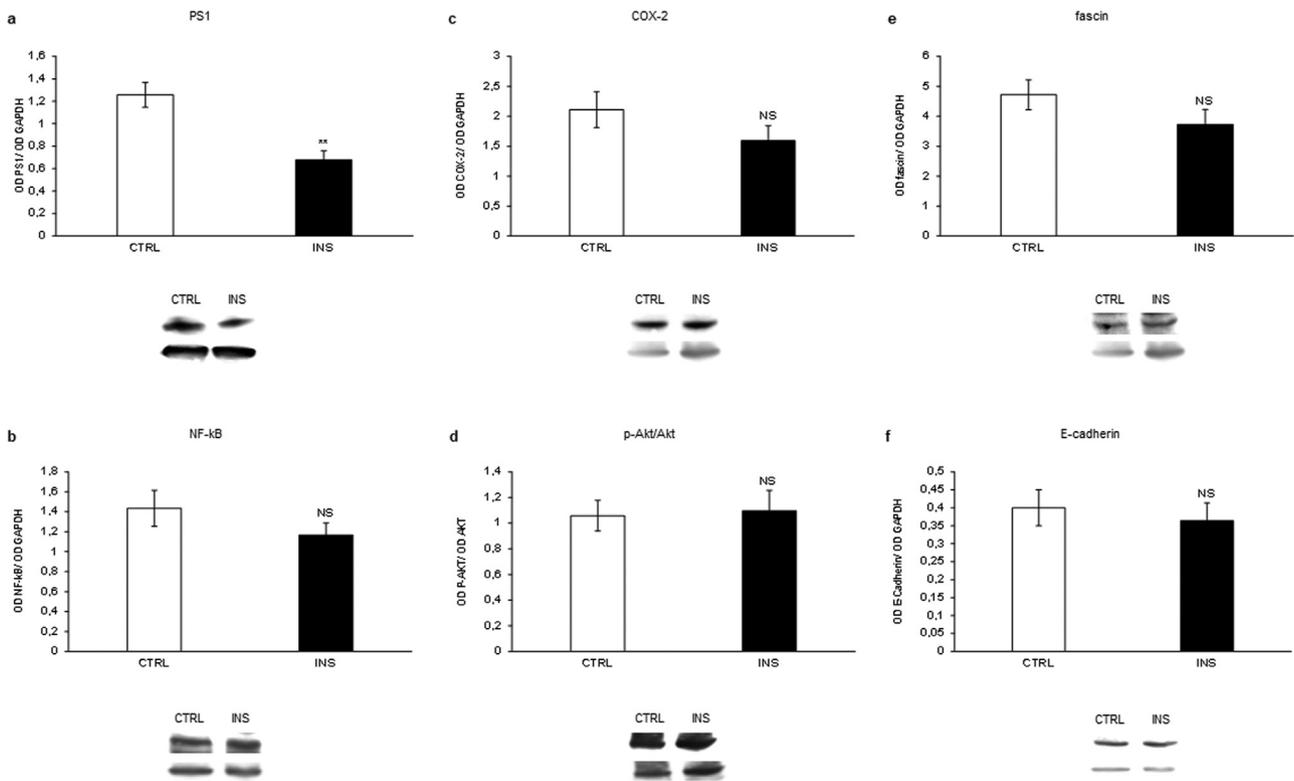 a
PS1
OD PS1/ OD GAPDH
1,6
1,4
1,2
1
0,8
0,6
0,4
0,2
0
**
CTRL
INS
CTRL INS
c
COX-2
OD COX-2/ OD GAPDH
3
2,5
2
1,5
1
0,5
0
NS
CTRL
INS
CTRL INS
e
fascin
OD fascin/ OD GAPDH
6
5
4
3
2
1
0
NS
CTRL
INS
CTRL INS
b
NF-kB
OD NF-kB/ OD GAPDH
1,8
1,6
1,4
1,2
1
0,8
0,6
0,4
0,2
0
NS
CTRL
INS
CTRL INS
d
p-Akt/Akt
OD P-AKT/ OD AKT
1,4
1,2
1
0,8
0,6
0,4
0,2
0
NS
CTRL
INS
CTRL INS
f
E-cadherin
OD E-Cadherin/ OD GAPDH
0,5
0,45
0,4
0,35
0,3
0,25
0,2
0,15
0,1
0,05
0
NS
CTRL
INS
CTRL INS